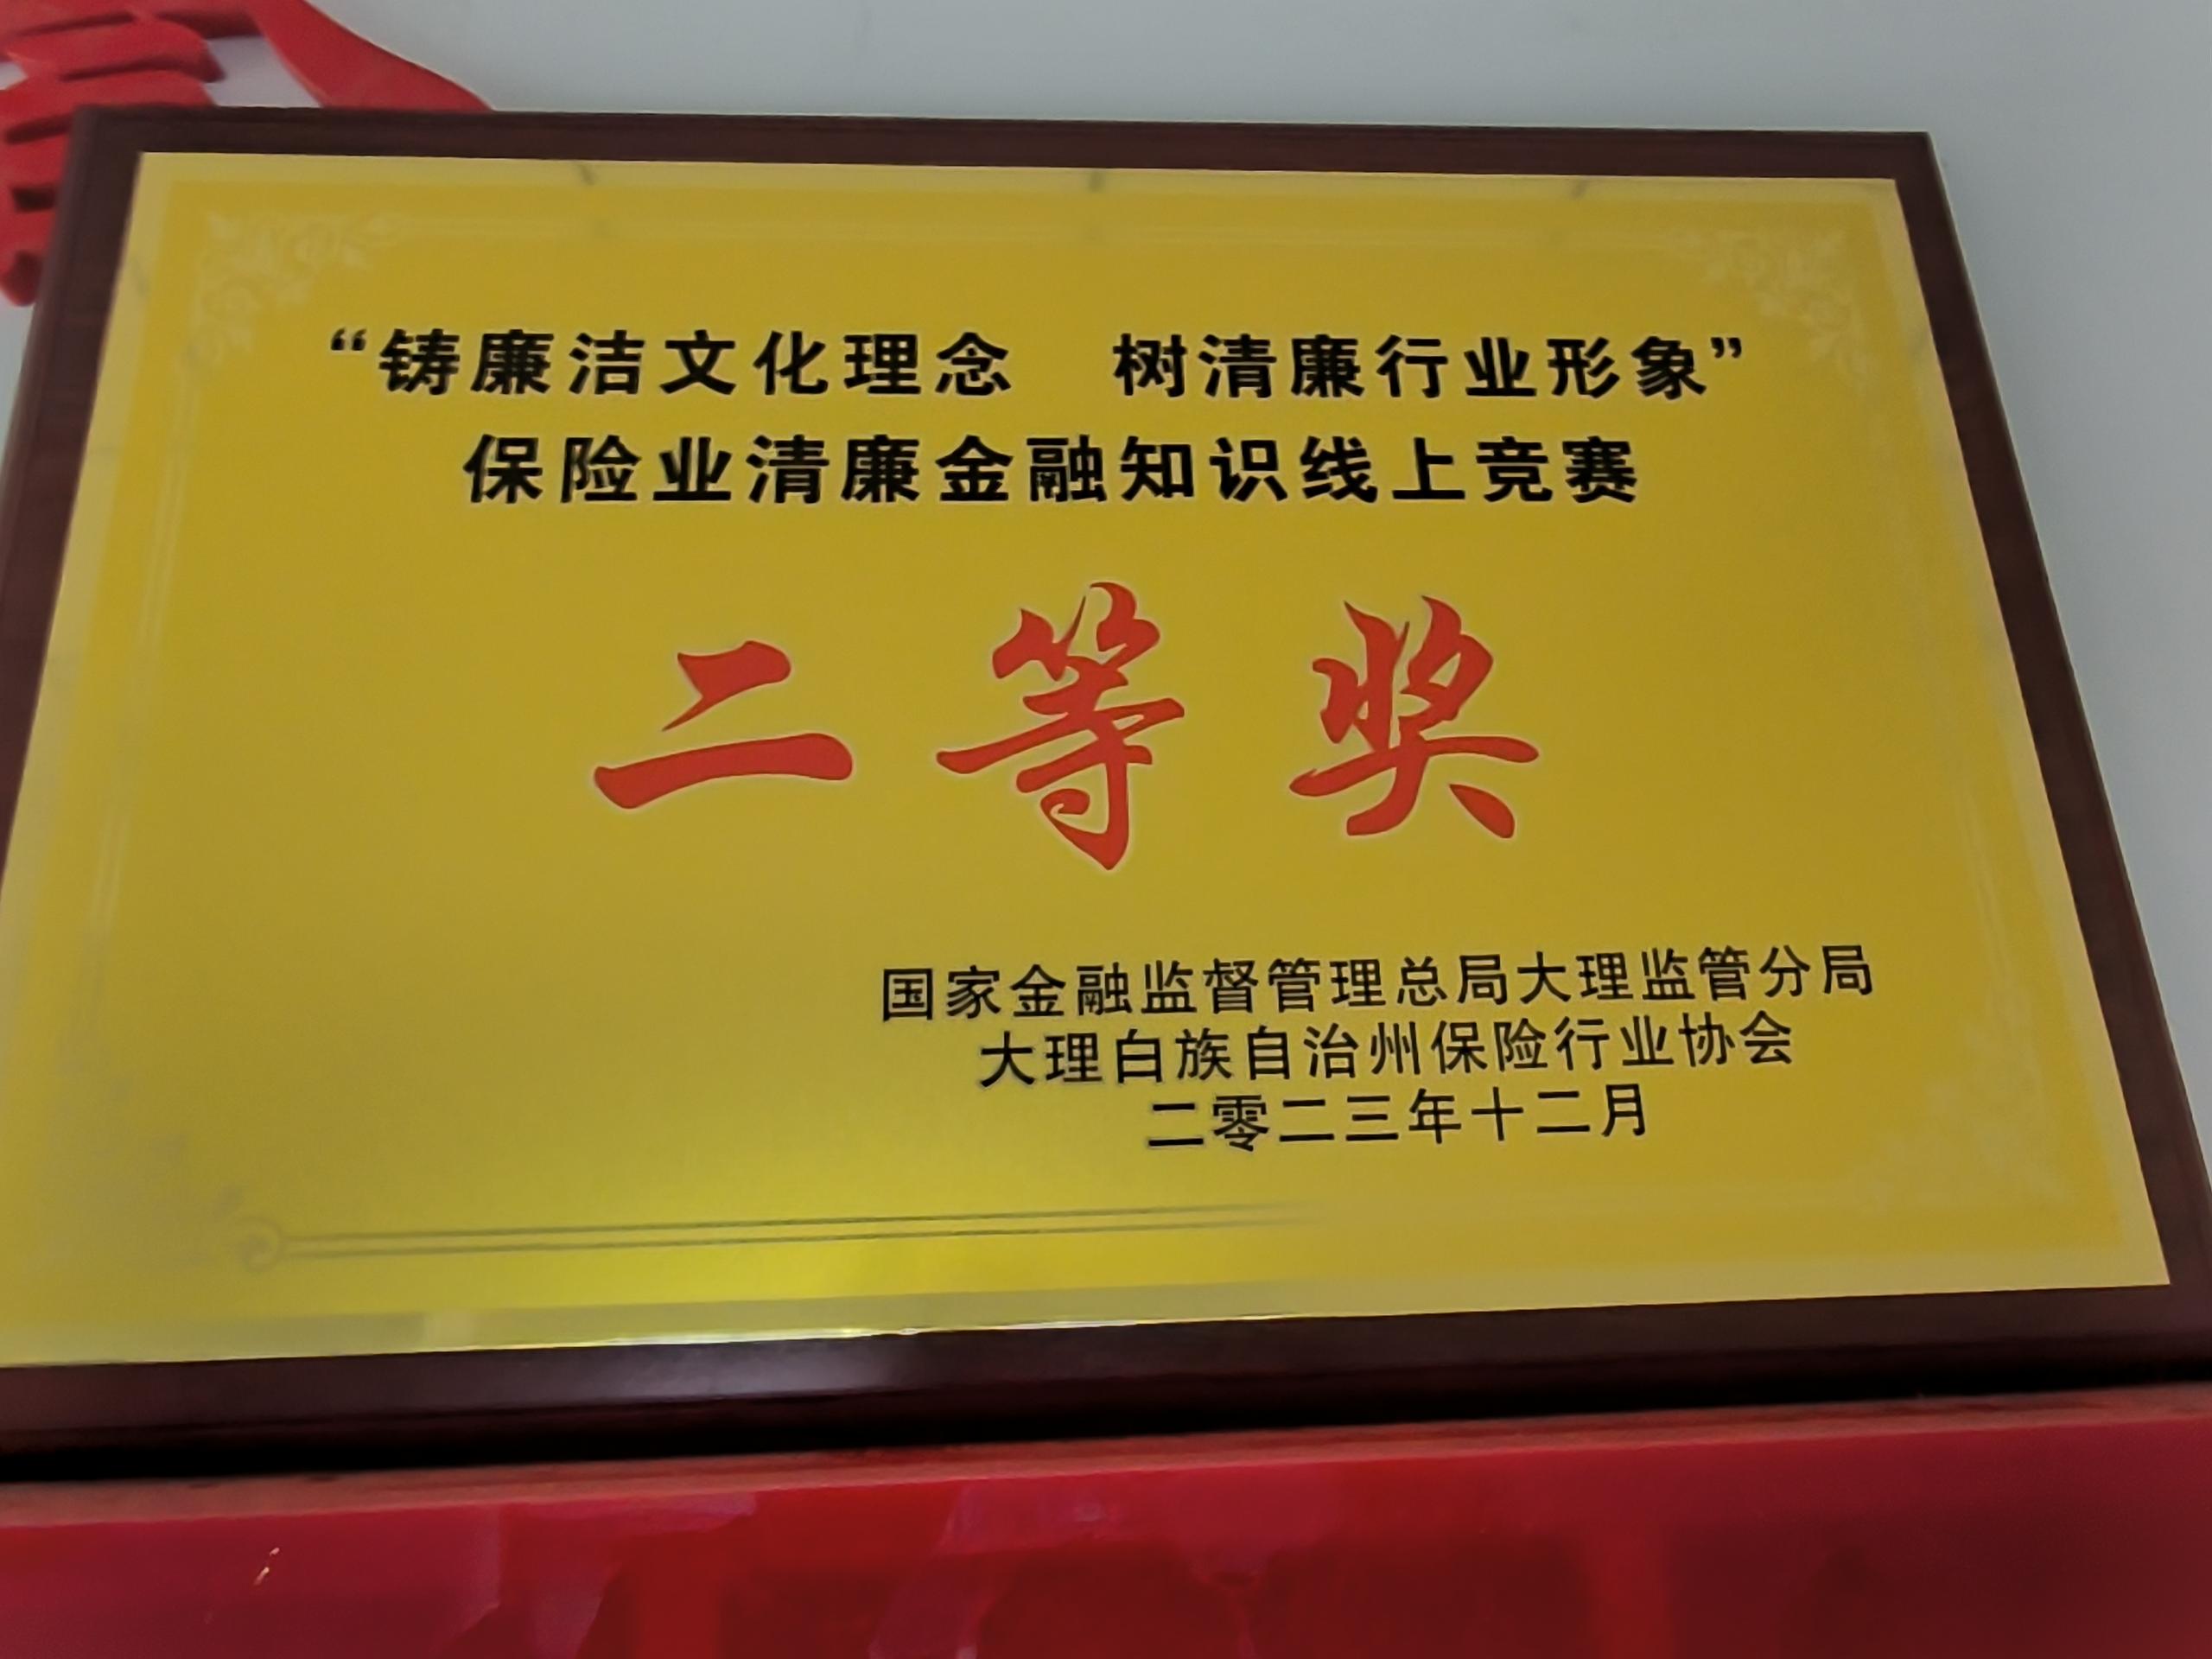 “铸廉洁文化理念　树清廉行业形象”
保险业清廉金融知识线上竞赛
二等奖
国家金融监督管理总局大理监管分局
大理白族自治州保险行业协会
二零二三年十二月